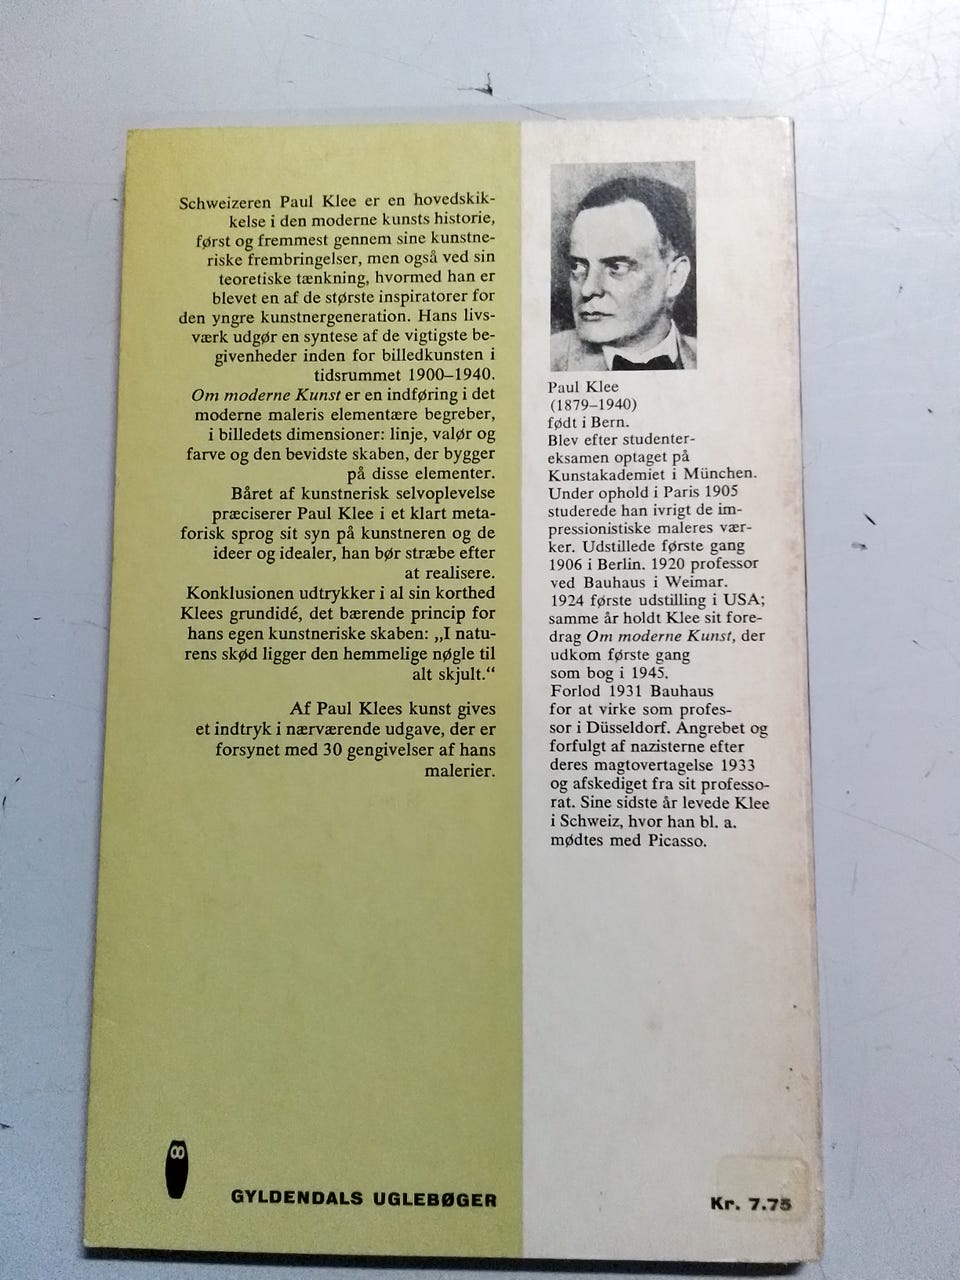 Schweizeren Paul Klee er en hovedskik-
kelse i den moderne kunsts historie,
først og fremmest gennem sine kunstne-
riske frembringelser, men også ved sin
teoretiske tænkning, hvormed han er
blevet en af de største inspiratorer for
den yngre kunstnergeneration. Hans livs-
værk udgør en syntese af de vigtigste be-
givenheder inden for billedkunsten i
tidsrummet 1900–1940.
Om moderne Kunst er en indføring i det
moderne maleris elementære begreber,
i billedets dimensioner: linje, valør og
farve og den bevidste skaben, der bygger
på disse elementer.
Båret af kunstnerisk selvoplevelse
præciserer Paul Klee i et klart meta-
forisk sprog sit syn på kunstneren og de
ideer og idealer, han bør stræbe efter
at realisere.
Konklusionen udtrykker i al sin korthed
Klees grundidé, det bærende princip for
hans egen kunstneriske skaben: „I natu-
rens skød ligger den hemmelige nøgle til
alt skjult.“
Af Paul Klees kunst gives
et indtryk i nærværende udgave, der er
forsynet med 30 gengivelser af hans
malerier.
Paul Klee
(1879–1940)
født i Bern.
Blev efter studenter-
eksamen optaget på
Kunstakademiet i München.
Under ophold i Paris 1905
studerede han ivrigt de im-
pressionistiske maleres vær-
ker. Udstillede første gang
1906 i Berlin. 1920 professor
ved Bauhaus i Weimar.
1924 første udstilling i USA;
samme år holdt Klee sit fore-
drag Om moderne Kunst, der
udkom første gang
som bog i 1945.
Forlod 1931 Bauhaus
for at virke som profes-
sor i Düsseldorf. Angrebet og
forfulgt af nazisterne efter
deres magtovertagelse 1933
og afskediget fra sit professo-
rat. Sine sidste år levede Klee
i Schweiz, hvor han bl. a.
mødtes med Picasso.
GYLDENDALS UGLEBØGER
Kr. 7.75